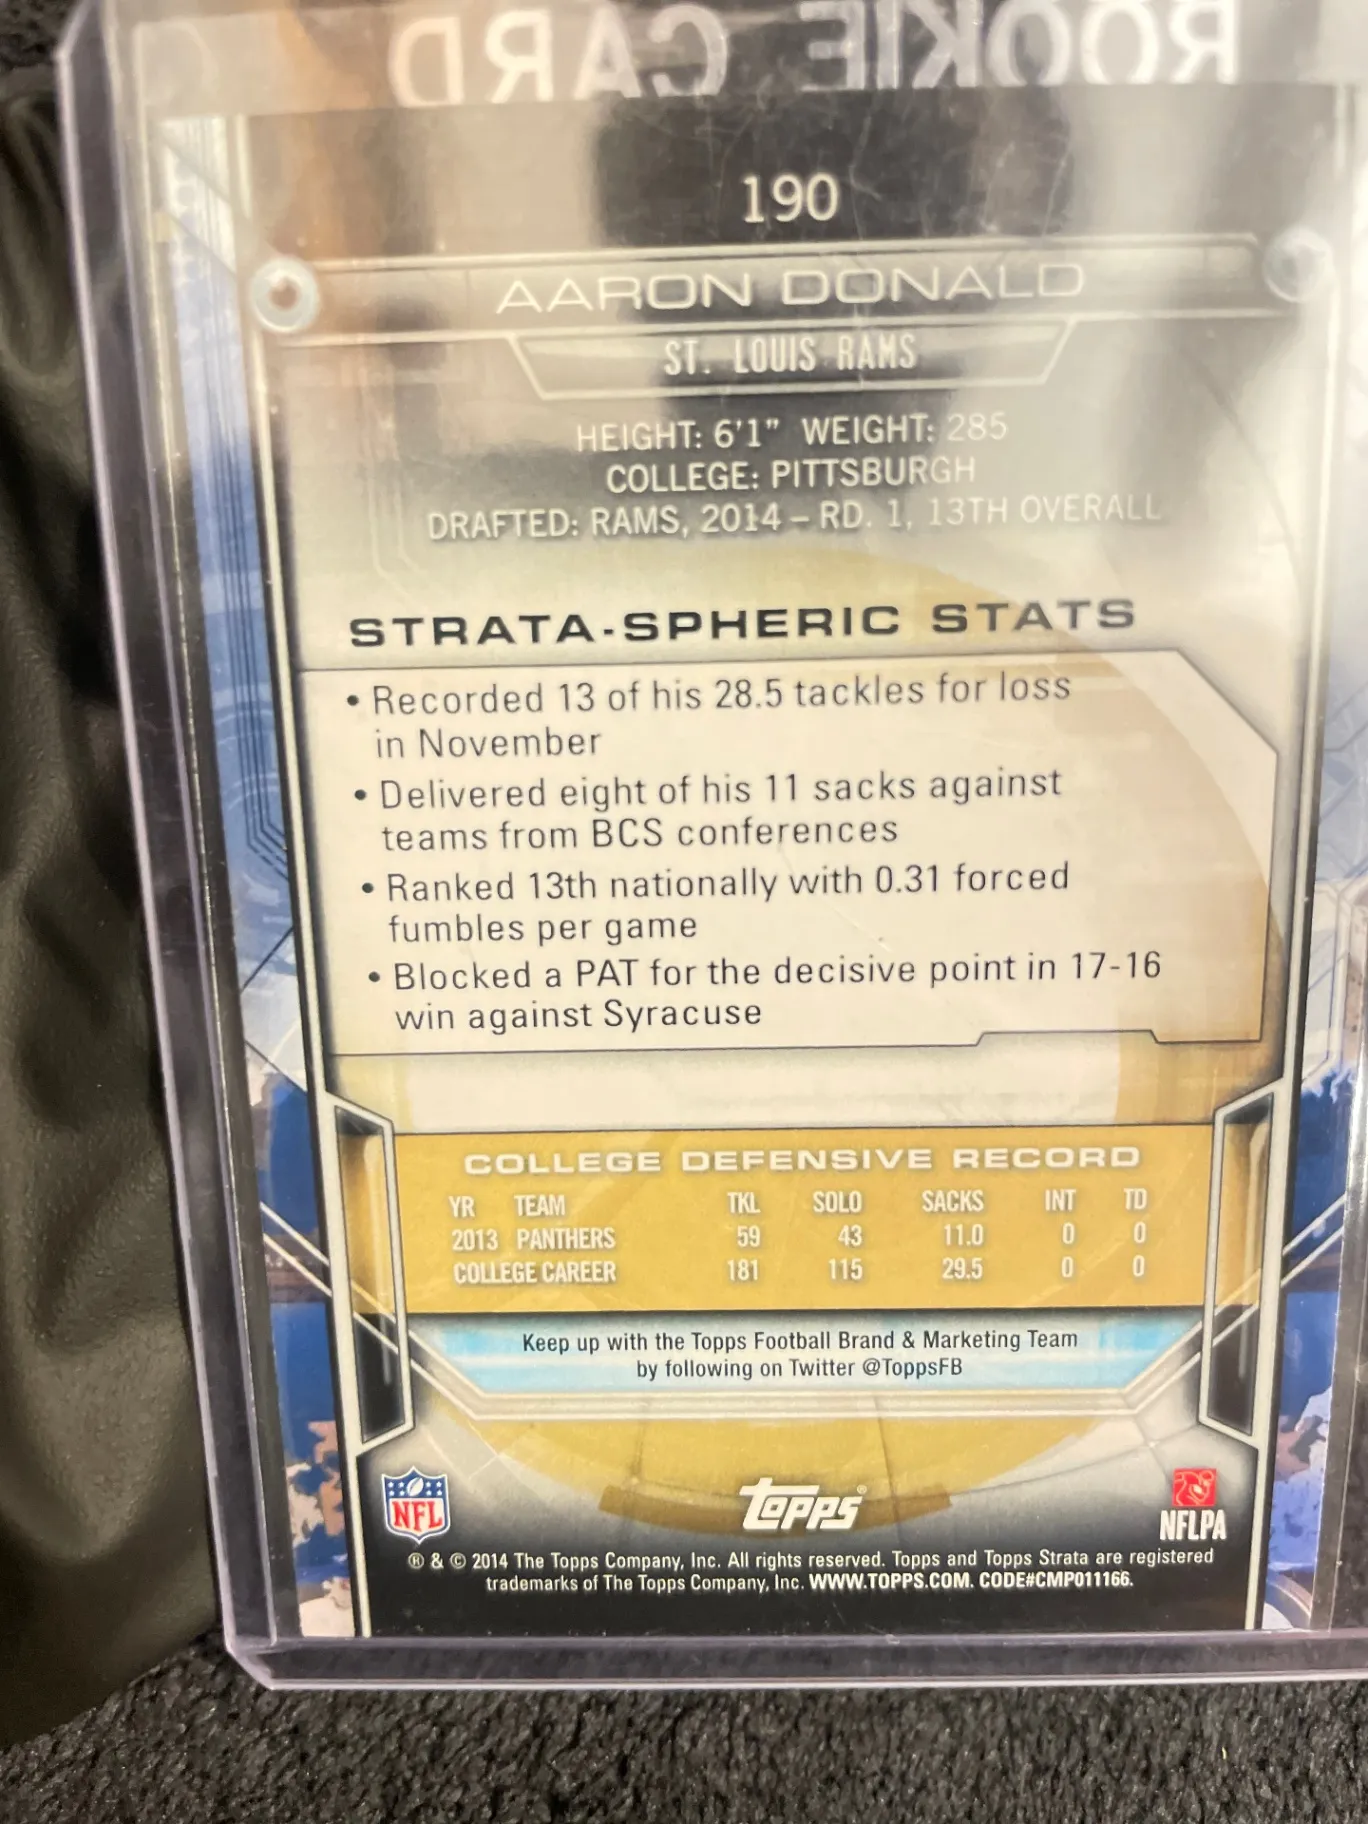 ROOKIE CARD
190
AARON DONALD
ST. LOUIS RAMS
HEIGHT: 6'1" WEIGHT: 285
COLLEGE: PITTSBURGH
DRAFTED: RAMS, 2014 – RD. 1, 13TH OVERALL
STRATA-SPHERIC STATS
• Recorded 13 of his 28.5 tackles for loss
in November
• Delivered eight of his 11 sacks against
teams from BCS conferences
• Ranked 13th nationally with 0.31 forced
fumbles per game
• Blocked a PAT for the decisive point in 17-16
win against Syracuse
COLLEGE DEFENSIVE RECORD
YR TEAM TKL SOLO SACKS INT TD
2013 PANTHERS 59 43 11.0 0 0
COLLEGE CAREER 181 115 29.5 0 0
Keep up with the Topps Football Brand & Marketing Team
by following on Twitter @ToppsFB
NFL
Topps®
NFLPA
® & © 2014 The Topps Company, Inc. All rights reserved. Topps and Topps Strata are registered
trademarks of The Topps Company, Inc. WWW.TOPPS.COM. CODE#CMP011166.